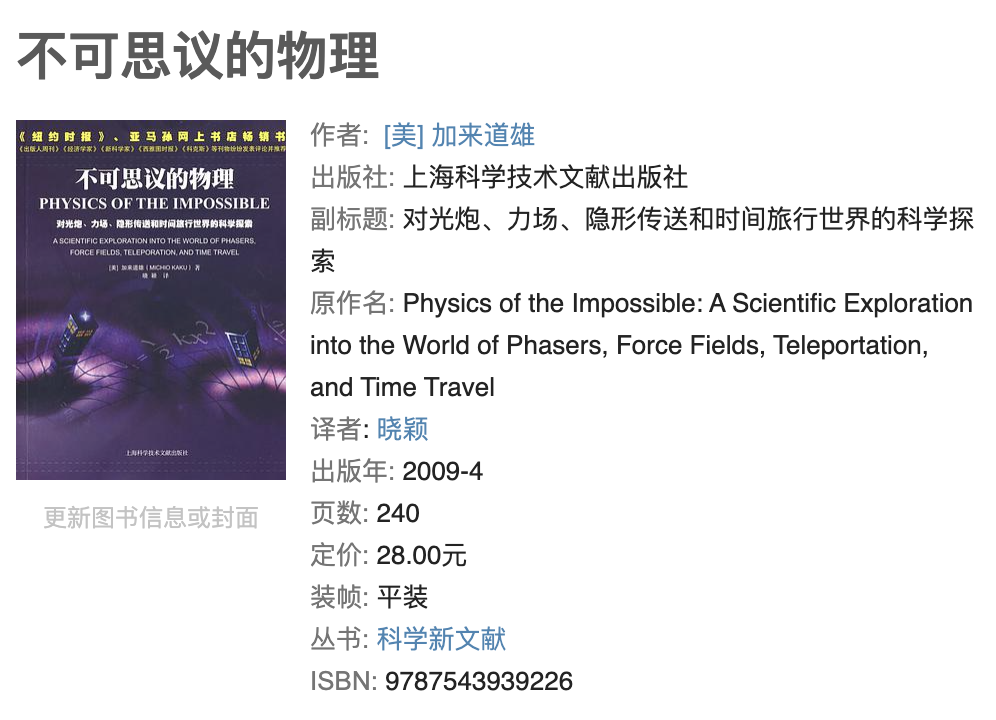 不可思议的物理
《纽约时报》、亚马孙网上书店畅销书
《出版人周刊》《经济学家》《新科学家》《西雅图时报》《科克斯》等刊物纷纷发表评论并推荐
不可思议的物理
PHYSICS OF THE IMPOSSIBLE
对光炮、力场、隐形传送和时间旅行世界的科学探索
A SCIENTIFIC EXPLORATION INTO THE WORLD OF PHASERS,
FORCE FIELDS, TELEPORTATION, AND TIME TRAVEL
[美] 加来道雄 (MICHIO KAKU) 著
晓颖 译
上海科学技术文献出版社
更新图书信息或封面
作者: [美] 加来道雄
出版社: 上海科学技术文献出版社
副标题: 对光炮、力场、隐形传送和时间旅行世界的科学探
索
原作名: Physics of the Impossible: A Scientific Exploration
into the World of Phasers, Force Fields, Teleportation,
and Time Travel
译者: 晓颖
出版年: 2009-4
页数: 240
定价: 28.00元
装帧: 平装
丛书: 科学新文献
ISBN: 9787543939226